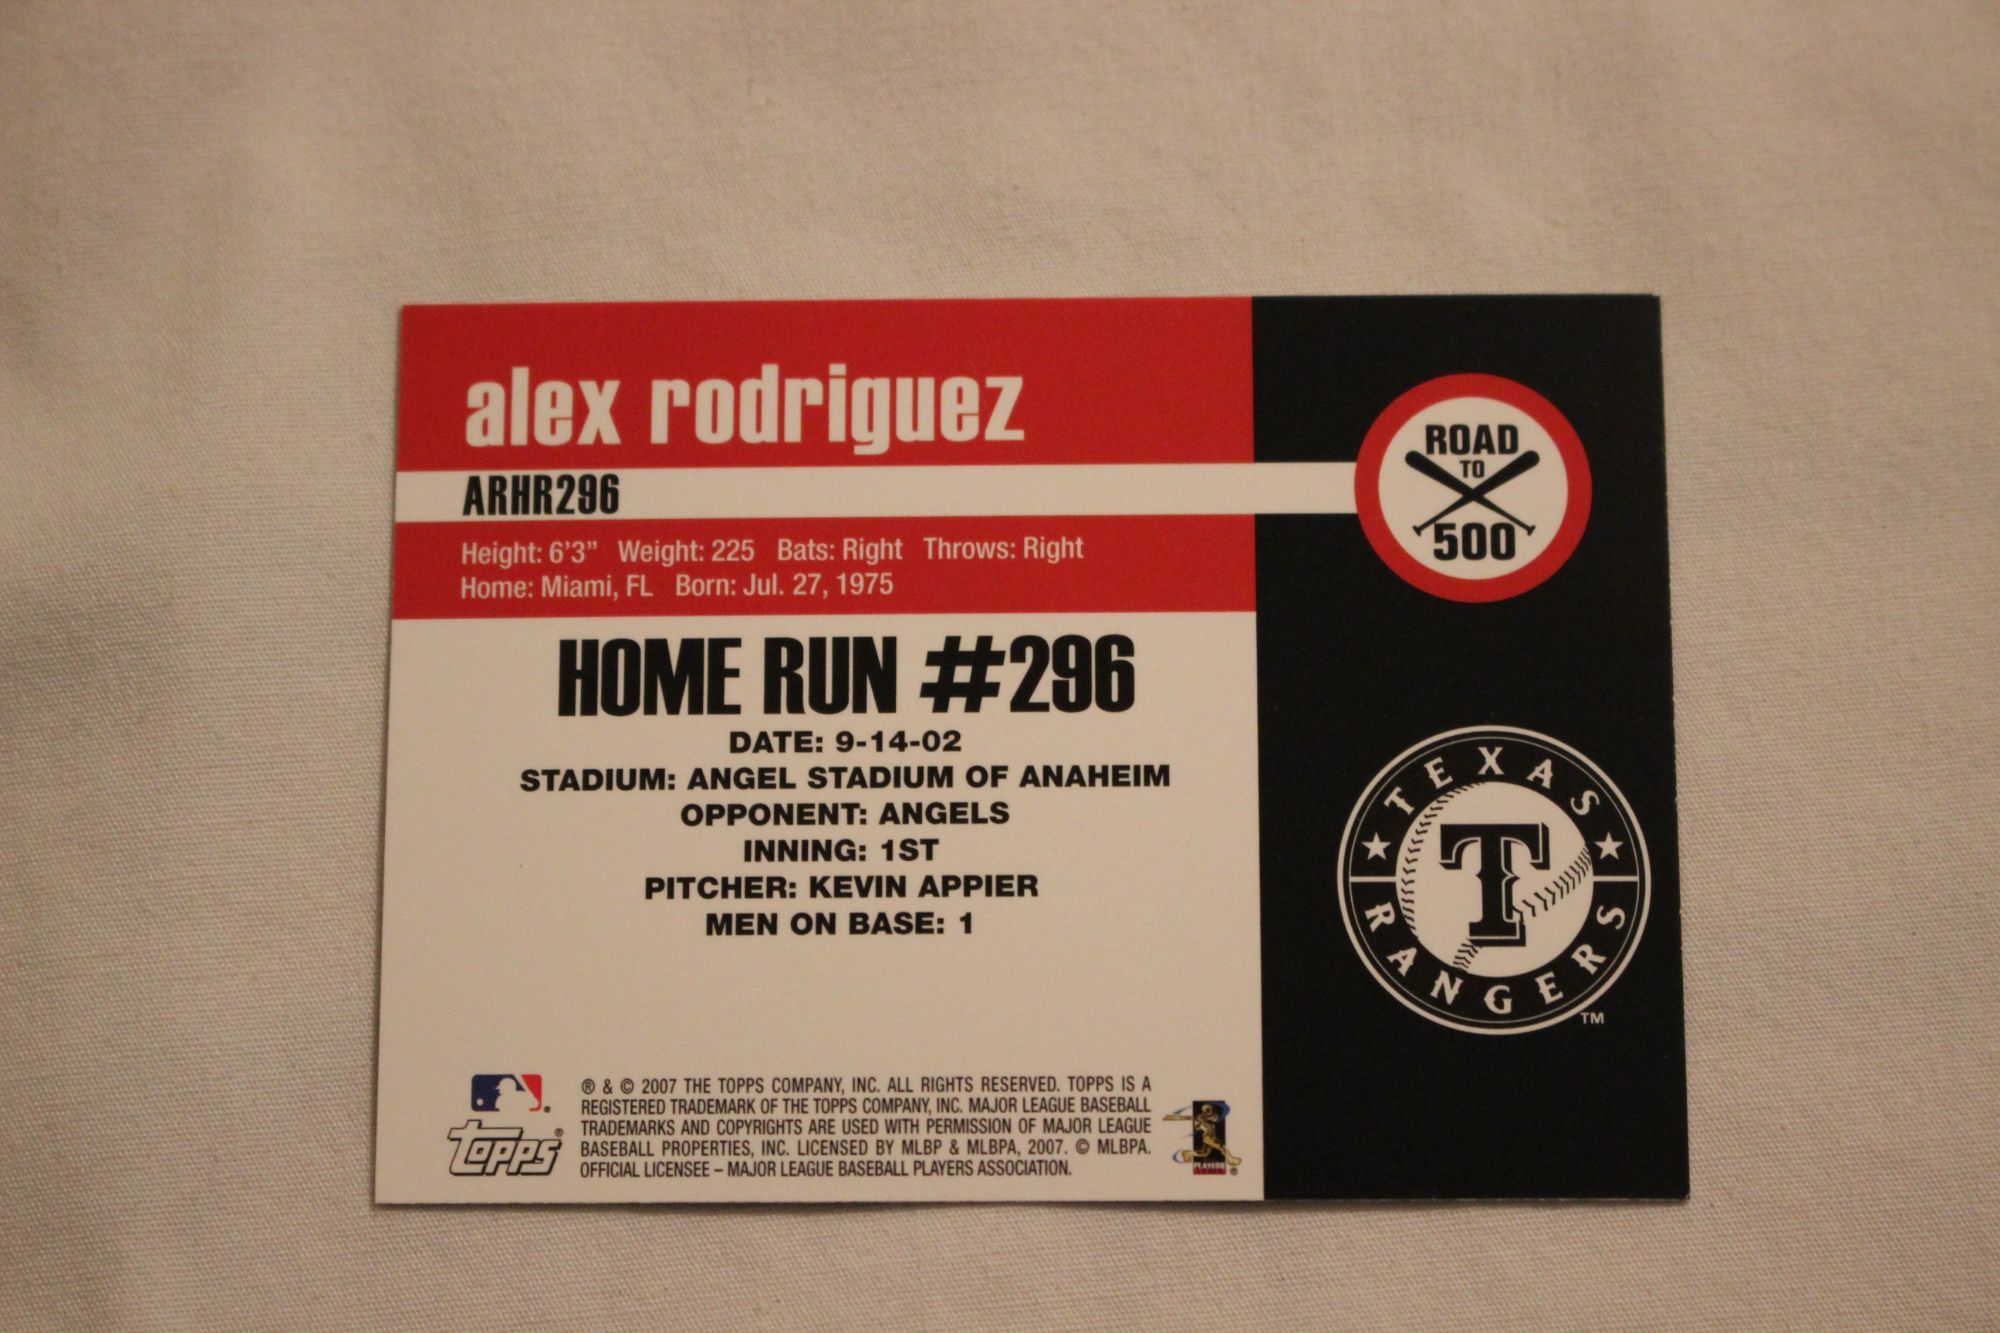 alex rodriguez
ARHR296
Height: 6'3" Weight: 225 Bats: Right Throws: Right
Home: Miami, FL Born: Jul. 27, 1975
HOME RUN #296
DATE: 9-14-02
STADIUM: ANGEL STADIUM OF ANAHEIM
OPPONENT: ANGELS
INNING: 1ST
PITCHER: KEVIN APPIER
MEN ON BASE: 1
® & © 2007 THE TOPPS COMPANY, INC. ALL RIGHTS RESERVED. TOPPS IS A
REGISTERED TRADEMARK OF THE TOPPS COMPANY, INC. MAJOR LEAGUE BASEBALL
TRADEMARKS AND COPYRIGHTS ARE USED WITH PERMISSION OF MAJOR LEAGUE
BASEBALL PROPERTIES, INC. LICENSED BY MLBP & MLBPA, 2007. © MLBPA.
OFFICIAL LICENSEE – MAJOR LEAGUE BASEBALL PLAYERS ASSOCIATION.
topps®
PLAYERS
ROAD
TO
500
TEXAS
T
RANGERS
TM